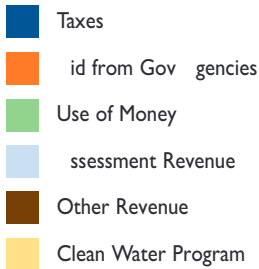 Taxes
id from Gov gencies
Use of Money
ssessment Revenue
Other Revenue
Clean Water Program